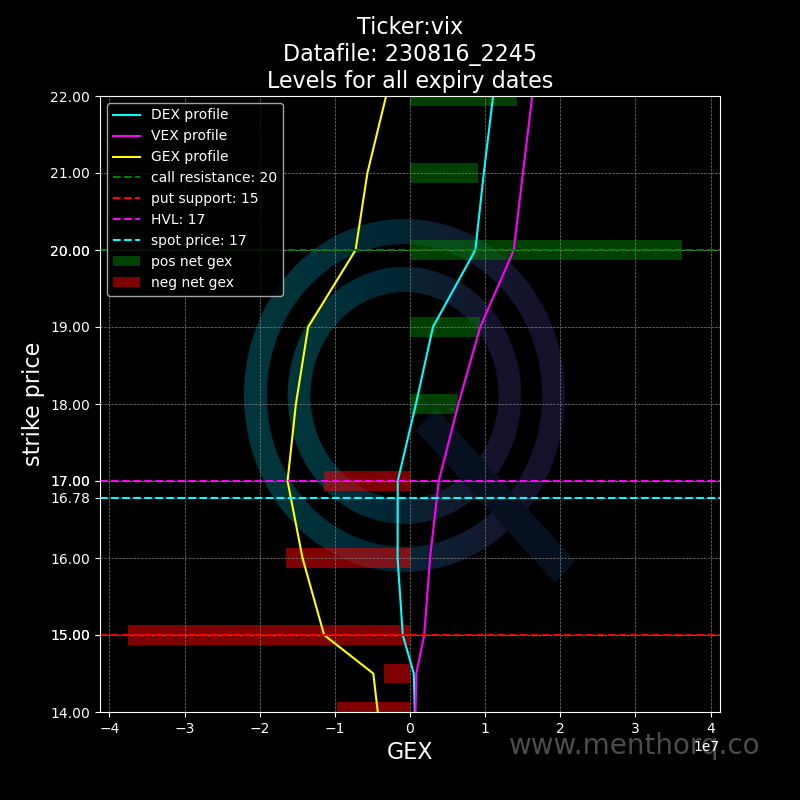 Ticker:vix
Datafile: 230816_2245
Levels for all expiry dates
22.00
DEX profile
VEX profile
GEX profile
call resistance: 20
put support: 15
HVL: 17
spot price: 17
pos net gex
neg net gex
21.00
20.00
19.00
18.00
17.00
16.78
16.00
15.00
14.00
strike price
−4 −3 −2 −1 0 1 2 3 4
1e7
GEX
www.menthorq.co